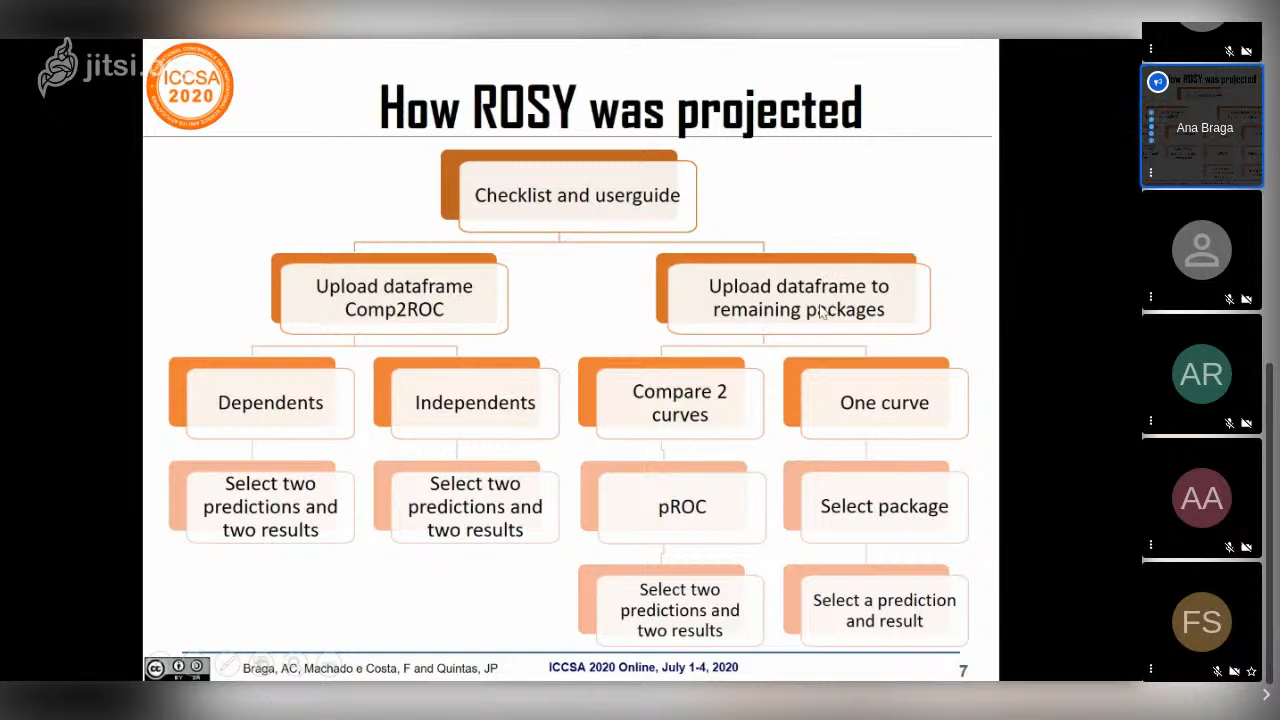 jitsi.o
ICCSA
2020
How ROSY was projected
Checklist and userguide
Upload dataframe
Comp2ROC
Upload dataframe to
remaining packages
Dependents
Independents
Compare 2
curves
One curve
Select two
predictions and
two results
Select two
predictions and
two results
pROC
Select package
Select two
predictions and
two results
Select a prediction
and result
Braga, AC, Machado e Costa, F and Quintas, JP
ICCSA 2020 Online, July 1-4, 2020
7
Ana Braga
AR
AA
FS